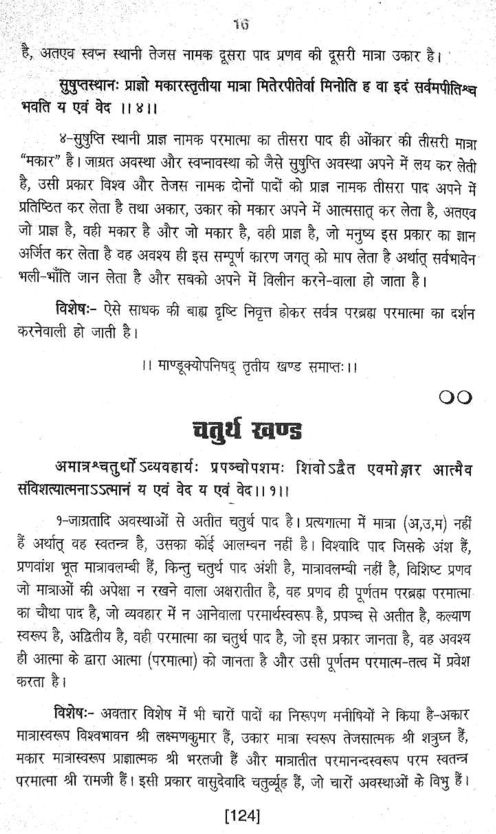 16
है, अतएव स्वप्न स्थानी तेजस नामक दूसरा पाद प्रणव की दूसरी मात्रा उकार है।
सुषुप्तस्थानः प्राज्ञो मकारस्तृतीया मात्रा मितेरपीतेर्वा मिनोति ह वा इदं सर्वमपीतिश्च
भवति य एवं वेद ।।४।।
४-सुषुप्ति स्थानी प्राज्ञ नामक परमात्मा का तीसरा पाद ही ओंकार की तीसरी मात्रा
"मकार" है। जाग्रत अवस्था और स्वप्नावस्था को जैसे सुषुप्ति अवस्था अपने में लय कर लेती
है, उसी प्रकार विश्व और तेजस नामक दोनों पादों को प्राज्ञ नामक तीसरा पाद अपने में
प्रतिष्ठित कर लेता है तथा अकार, उकार को मकार अपने में आत्मसात् कर लेता है, अतएव
जो प्राज्ञ है, वही मकार है और जो मकार है, वही प्राज्ञ है, जो मनुष्य इस प्रकार का ज्ञान
अर्जित कर लेता है वह अवश्य ही इस सम्पूर्ण कारण जगत् को माप लेता है अर्थात् सर्वभावेन
भली-भाँति जान लेता है और सबको अपने में विलीन करने-वाला हो जाता है।
विशेषः- ऐसे साधक की बाह्य दृष्टि निवृत्त होकर सर्वत्र परब्रह्म परमात्मा का दर्शन
करनेवाली हो जाती है।
।। माण्डूक्योपनिषद् तृतीय खण्ड समाप्तः।।
चतुर्थ खण्ड
अमात्रश्चतुर्थोऽव्यवहार्यः प्रपञ्चोपशमः शिवोऽद्वैत एवमोङ्कार आत्मैव
संविशत्यात्मनाऽऽत्मानं य एवं वेद य एवं वेद।।१।।
१-जाग्रतादि अवस्थाओं से अतीत चतुर्थ पाद है। प्रत्यगात्मा में मात्रा (अ,उ,म) नहीं
हैं अर्थात् वह स्वतन्त्र है, उसका कोई आलम्बन नहीं है। विश्वादि पाद जिसके अंश हैं,
प्रणवांश भूत मात्रावलम्बी हैं, किन्तु चतुर्थ पाद अंशी है, मात्रावलम्बी नहीं है, विशिष्ट प्रणव
जो मात्राओं की अपेक्षा न रखने वाला अक्षरातीत है, वह प्रणव ही पूर्णतम परब्रह्म परमात्मा
का चौथा पाद है, जो व्यवहार में न आनेवाला परमार्थस्वरूप है, प्रपञ्च से अतीत है, कल्याण
स्वरूप है, अद्वितीय है, वही परमात्मा का चतुर्थ पाद है, जो इस प्रकार जानता है, वह अवश्य
ही आत्मा के द्वारा आत्मा (परमात्मा) को जानता है और उसी पूर्णतम परमात्म-तत्व में प्रवेश
करता है।
विशेषः- अवतार विशेष में भी चारों पादों का निरूपण मनीषियों ने किया है-अकार
मात्रास्वरूप विश्वभावन श्री लक्ष्मणकुमार हैं, उकार मात्रा स्वरूप तेजसात्मक श्री शत्रुघ्न हैं,
मकार मात्रास्वरूप प्राज्ञात्मक श्री भरतजी हैं और मात्रातीत परमानन्दस्वरूप परम स्वतन्त्र
परमात्मा श्री रामजी हैं। इसी प्रकार वासुदेवादि चतुर्व्यूह हैं, जो चारों अवस्थाओं के विभु हैं।
[124]